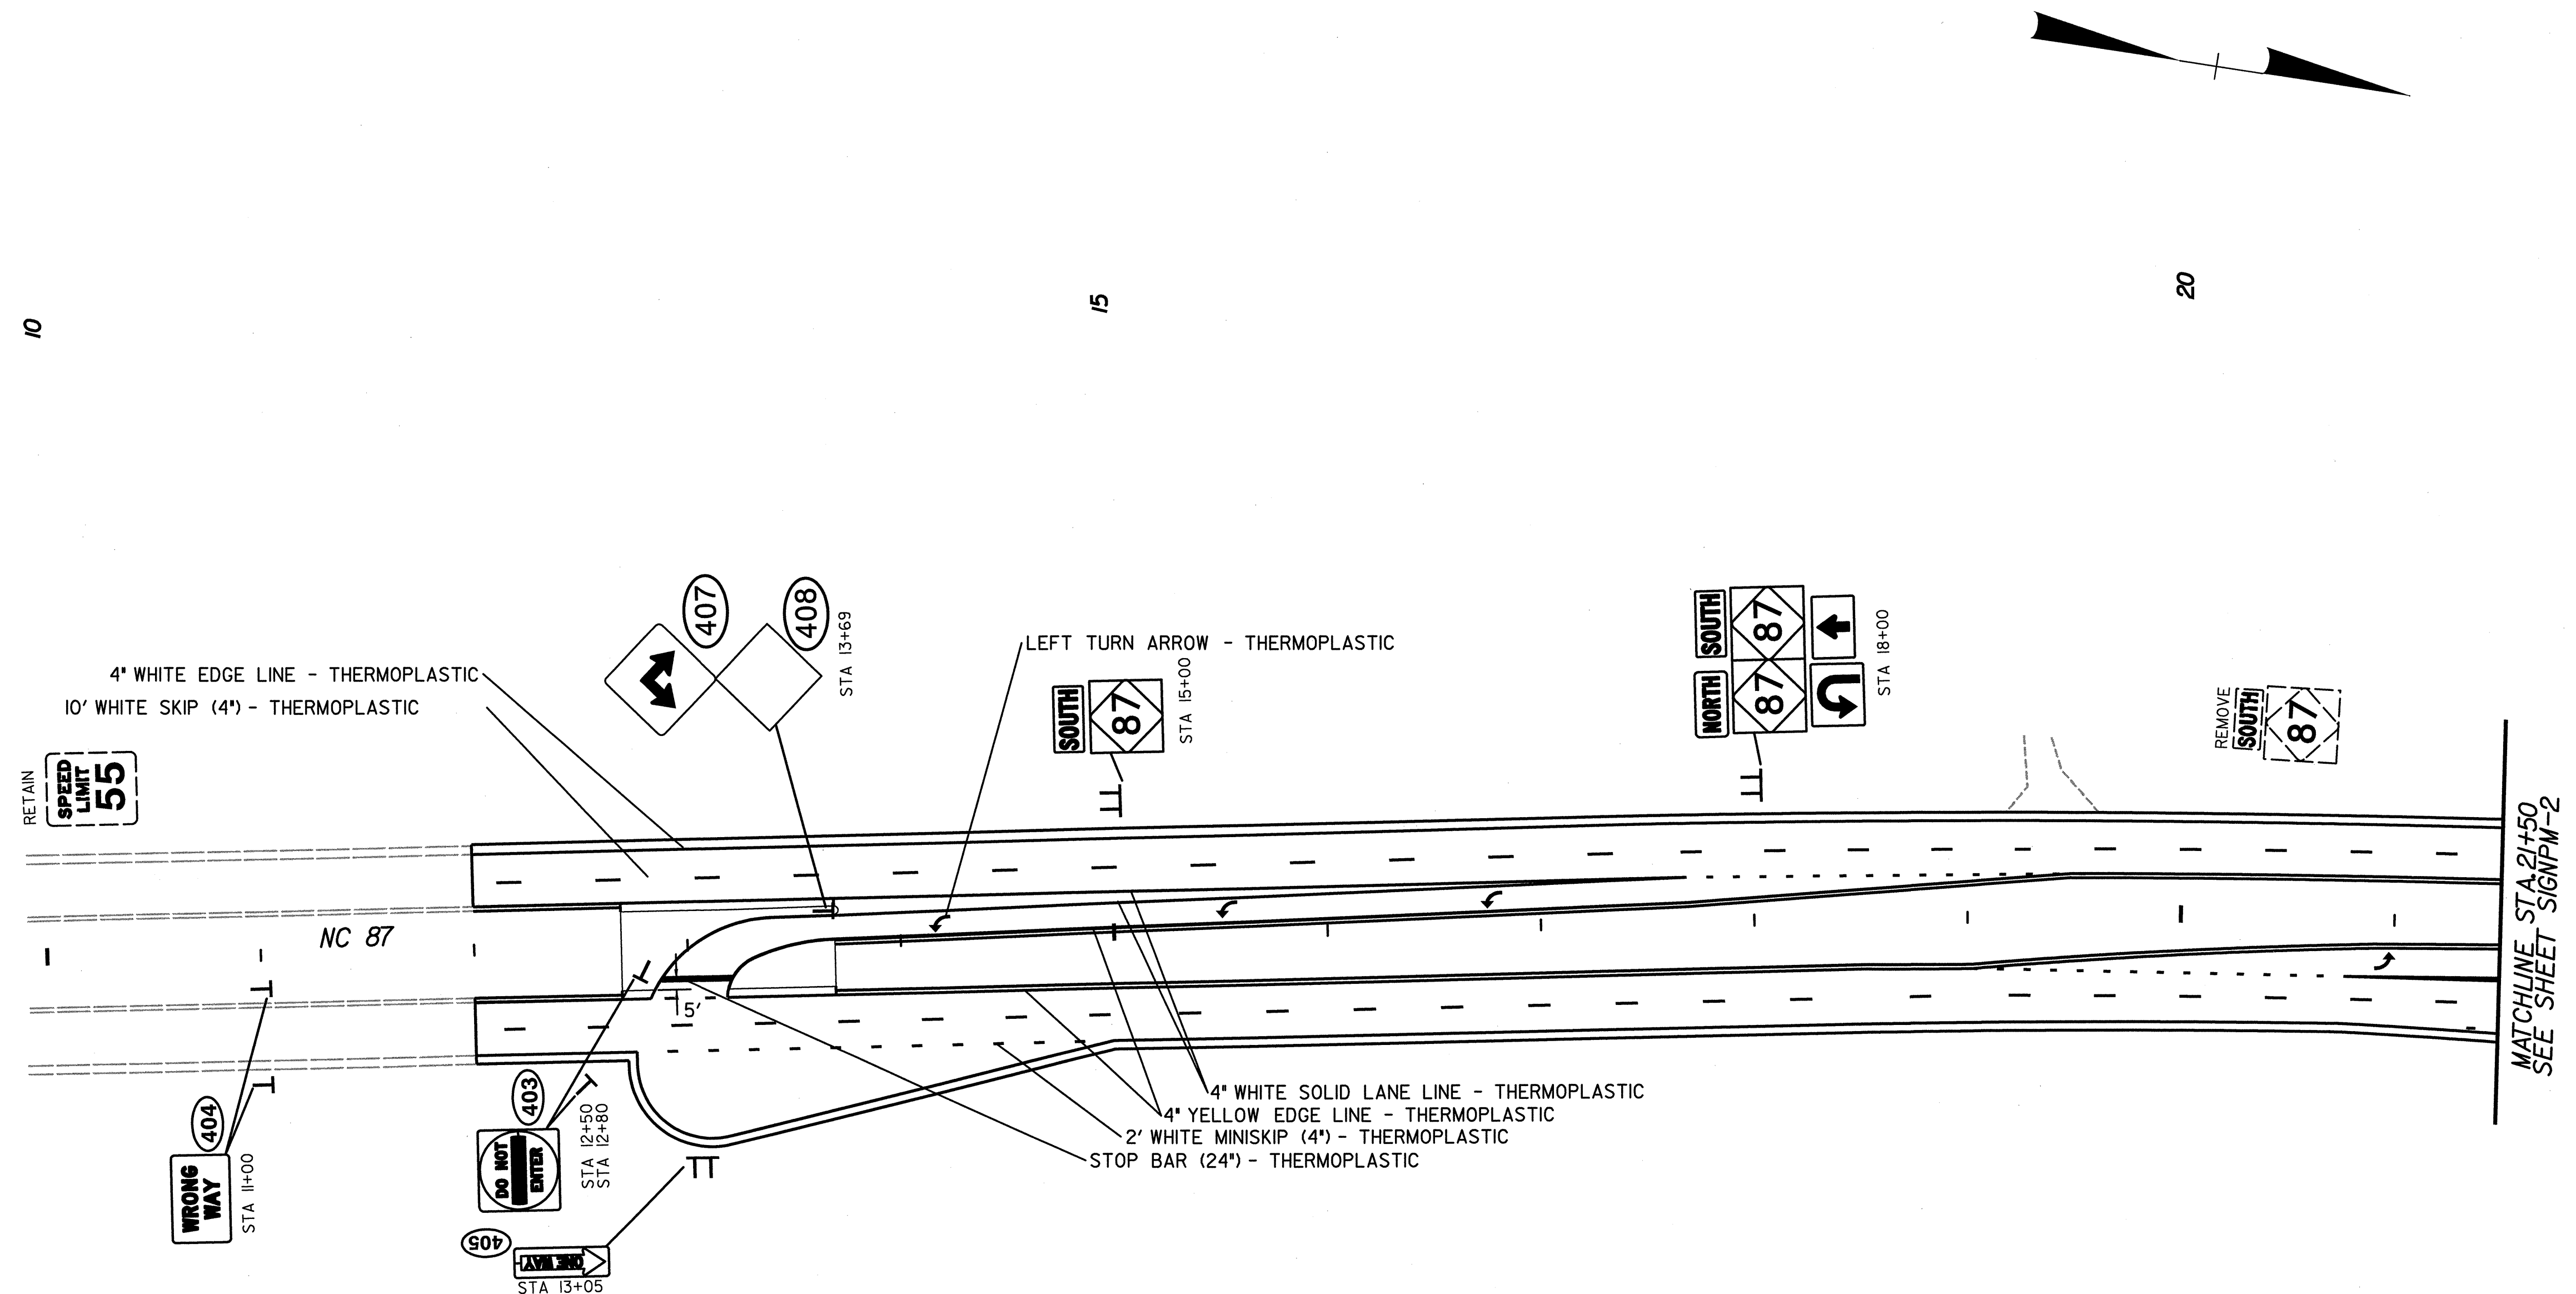 10
15
20
407
408
STA 13+69
LEFT TURN ARROW - THERMOPLASTIC
4" WHITE EDGE LINE - THERMOPLASTIC
10' WHITE SKIP (4") - THERMOPLASTIC
SOUTH
87
STA 15+00
SOUTH
87
NORTH
87
STA 18+00
REMOVE
SOUTH
87
RETAIN
SPEED
LIMIT
55
NC 87
5'
MATCHLINE STA.21+50
SEE SHEET SIGNPM-2
4" WHITE SOLID LANE LINE - THERMOPLASTIC
4" YELLOW EDGE LINE - THERMOPLASTIC
2' WHITE MINISKIP (4") - THERMOPLASTIC
STOP BAR (24") - THERMOPLASTIC
404
WRONG
WAY
STA 11+00
403
DO NOT
ENTER
STA 12+50
STA 12+80
405
ONE WAY
STA 13+05